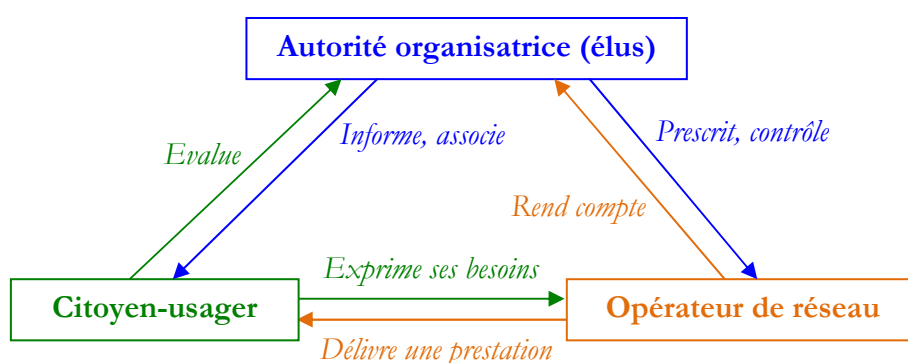 Autorité organisatrice (élus)
Informe, associe
Prescrit, contrôle
Evalue
Rend compte
Exprime ses besoins
Citoyen-usager
Opérateur de réseau
Délivre une prestation